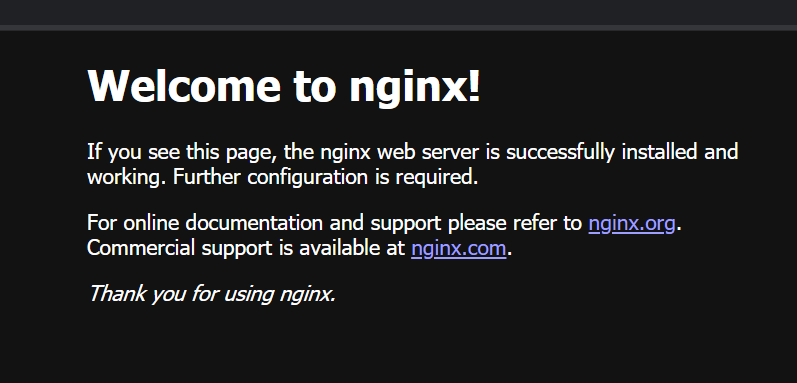 Welcome to nginx!
If you see this page, the nginx web server is successfully installed and
working. Further configuration is required.
For online documentation and support please refer to nginx.org.
Commercial support is available at nginx.com.
Thank you for using nginx.